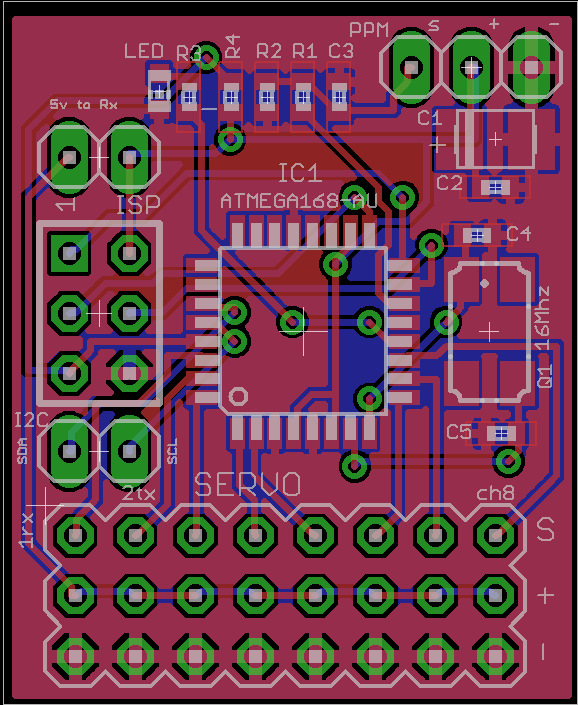 PPM S + −
LED R3 R4 R2 R1 C3
5v to Rx
C1
+
IC1
ATMEGA168-AU
C2
1 ISP
C4
16Mhz
Q1
I2C
C5
SDA
SCL
SERVO
2tx
ch8
1rx
S
+
−